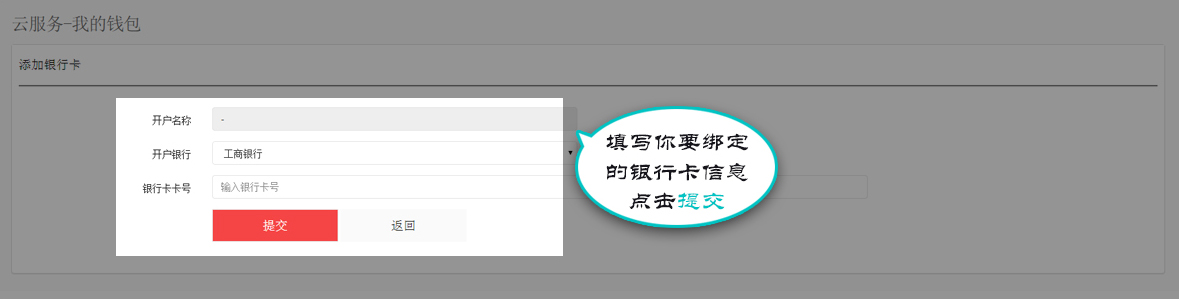 云服务-我的钱包
添加银行卡
开户名称 -
开户银行 工商银行
银行卡卡号 输入银行卡号
提交 返回
填写你要绑定
的银行卡信息
点击提交